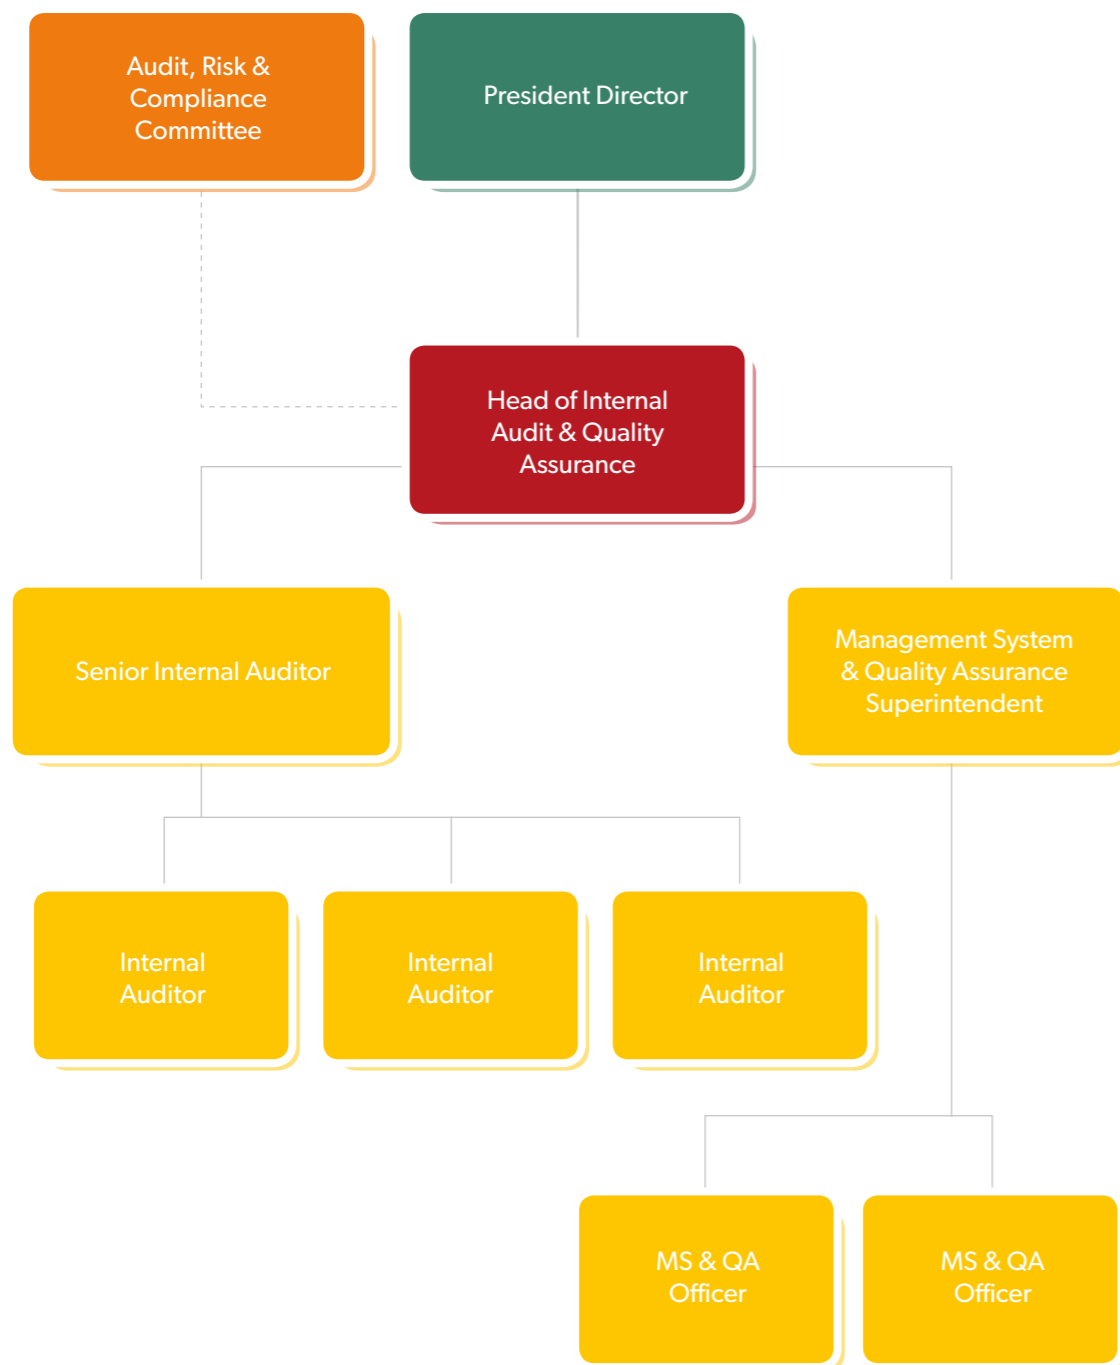 Audit, Risk &
Compliance
Committee
President Director
Head of Internal
Audit & Quality
Assurance
Senior Internal Auditor
Management System
& Quality Assurance
Superintendent
Internal
Auditor
Internal
Auditor
Internal
Auditor
MS & QA
Officer
MS & QA
Officer